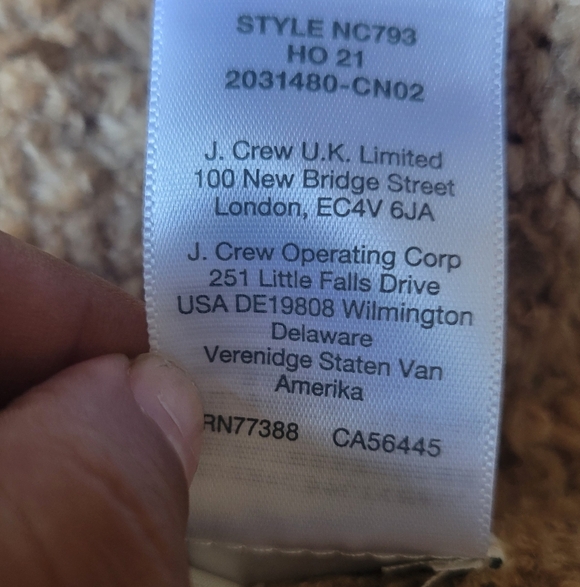 STYLE NC793
HO 21
2031480-CN02
J. Crew U.K. Limited
100 New Bridge Street
London, EC4V 6JA
J. Crew Operating Corp
251 Little Falls Drive
USA DE19808 Wilmington
Delaware
Verenidge Staten Van
Amerika
RN77388 CA56445